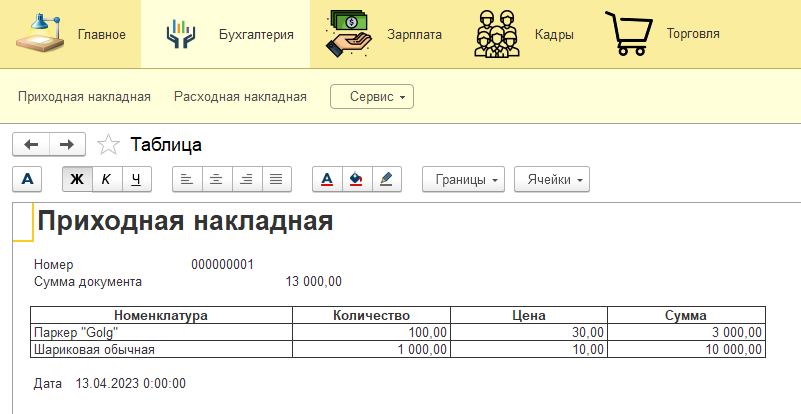 Главное Бухгалтерия Зарплата Кадры Торговля
Приходная накладная Расходная накладная Сервис
Таблица
А Ж К Ч А Границы Ячейки
Приходная накладная
Номер 000000001
Сумма документа 13 000,00
Номенклатура Количество Цена Сумма
Паркер "Golg" 100,00 30,00 3 000,00
Шариковая обычная 1 000,00 10,00 10 000,00
Дата 13.04.2023 0:00:00